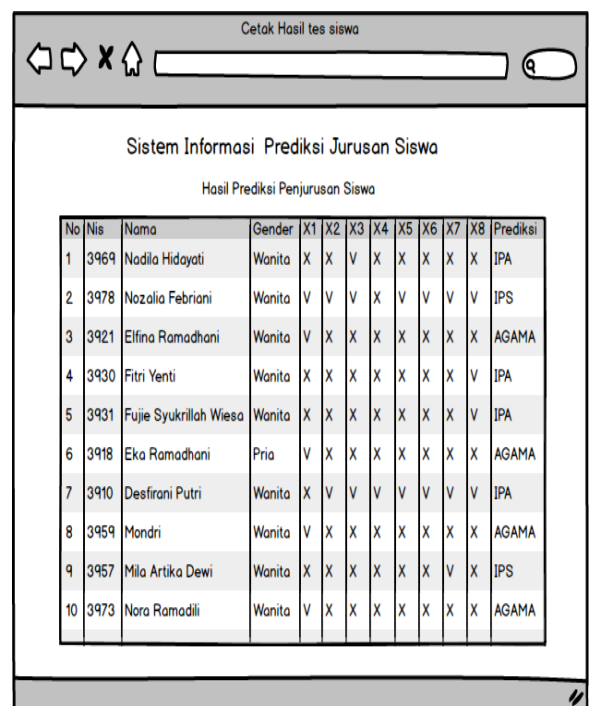 Cetak Hasil tes siswa
Sistem Informasi Prediksi Jurusan Siswa
Hasil Prediksi Penjurusan Siswa
No Nis Nama Gender X1 X2 X3 X4 X5 X6 X7 X8 Prediksi
1 3969 Nadila Hidayati Wanita X X V X X X X X IPA
2 3978 Nozalia Febriani Wanita V V V X V V V V IPS
3 3921 Elfina Ramadhani Wanita V X X X X X X X AGAMA
4 3930 Fitri Yenti Wanita X X X X X X X V IPA
5 3931 Fujie Syukrillah Wiesa Wanita X X X X X X X V IPA
6 3918 Eka Ramadhani Pria V X X X X X X X AGAMA
7 3910 Desfirani Putri Wanita X V V V V V V V IPA
8 3959 Mondri Wanita V X X X X X X X AGAMA
9 3957 Mila Artika Dewi Wanita X X X X X X V X IPS
10 3973 Nora Ramadili Wanita V X X X X X X X AGAMA